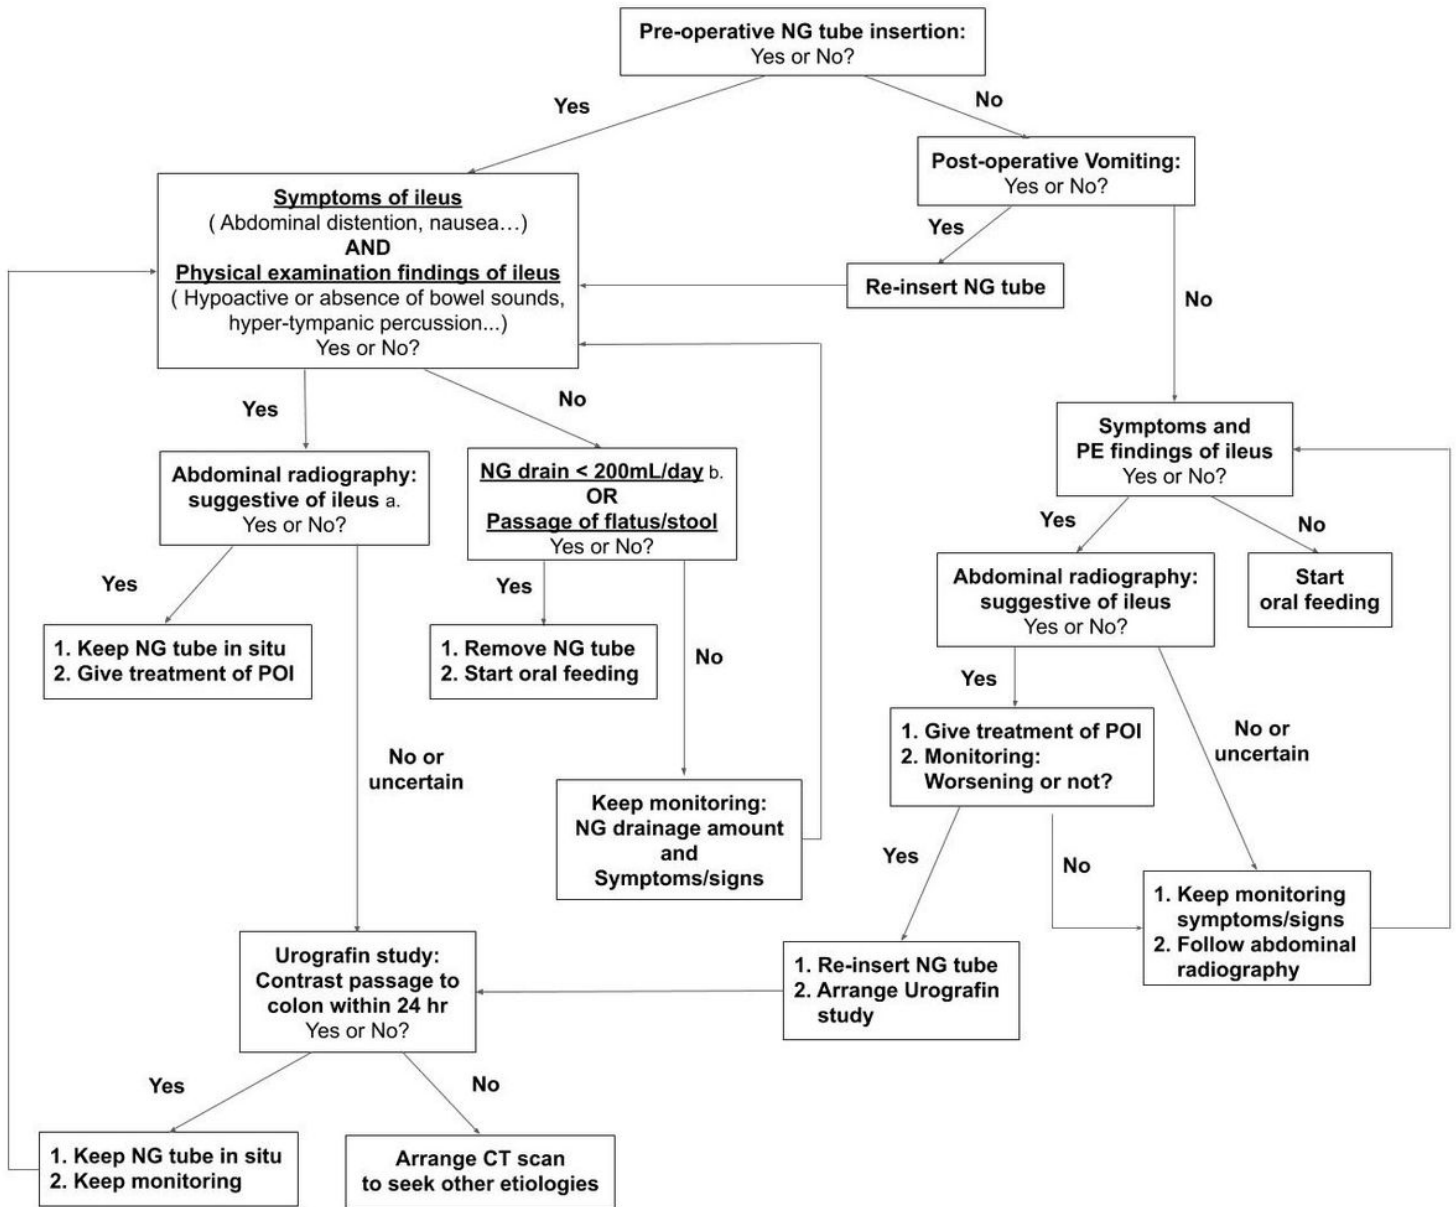 Pre-operative NG tube insertion:
Yes or No?
Yes
No
Post-operative Vomiting:
Yes or No?
Yes
No
Re-insert NG tube
Symptoms of ileus
( Abdominal distention, nausea…)
AND
Physical examination findings of ileus
( Hypoactive or absence of bowel sounds,
hyper-tympanic percussion...)
Yes or No?
Yes
No
Abdominal radiography:
suggestive of ileus a.
Yes or No?
Yes
No or
uncertain
1. Keep NG tube in situ
2. Give treatment of POI
NG drain < 200mL/day b.
OR
Passage of flatus/stool
Yes or No?
Yes
No
1. Remove NG tube
2. Start oral feeding
Keep monitoring:
NG drainage amount
and
Symptoms/signs
Symptoms and
PE findings of ileus
Yes or No?
Yes
No
Start
oral feeding
Abdominal radiography:
suggestive of ileus
Yes or No?
Yes
No or
uncertain
1. Give treatment of POI
2. Monitoring:
Worsening or not?
Yes
No
1. Keep monitoring
symptoms/signs
2. Follow abdominal
radiography
1. Re-insert NG tube
2. Arrange Urografin
study
Urografin study:
Contrast passage to
colon within 24 hr
Yes or No?
Yes
No
1. Keep NG tube in situ
2. Keep monitoring
Arrange CT scan
to seek other etiologies